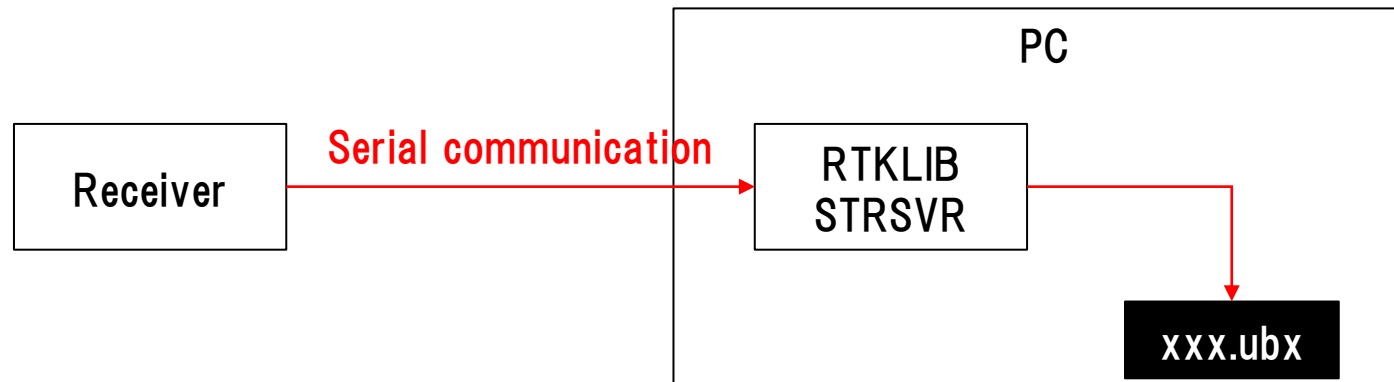 PC
Receiver
Serial communication
RTKLIB
STRSVR
xxx.ubx